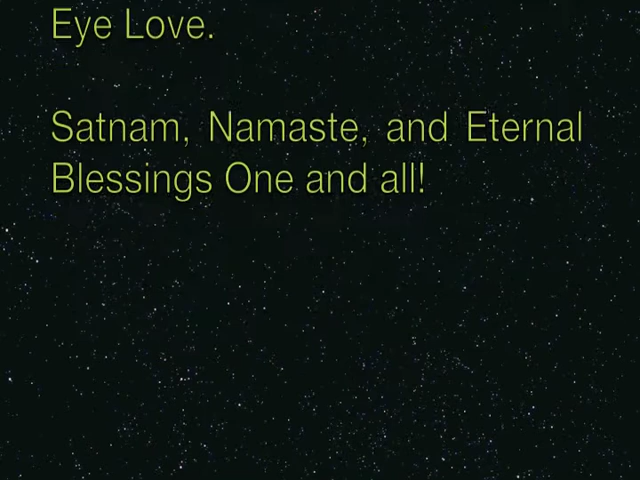 Eye Love.
Satnam, Namaste, and Eternal
Blessings One and all!